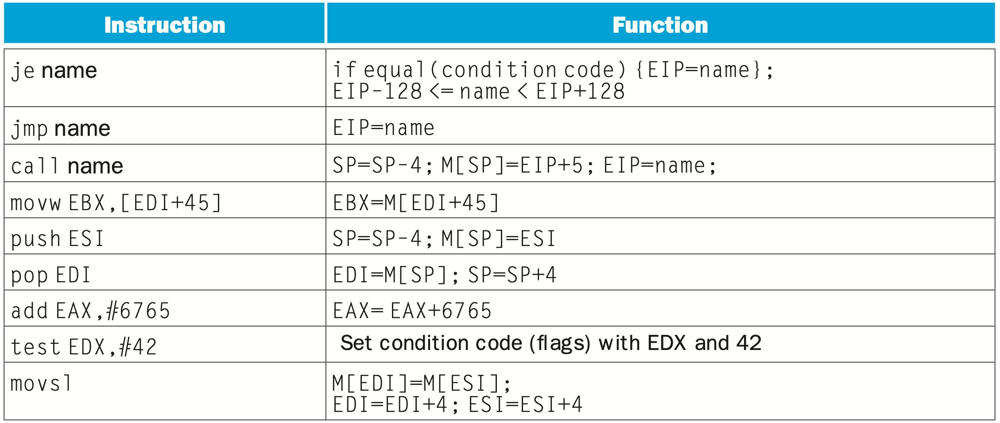 Instruction
Function
je name
if equal(condition code) {EIP=name};
EIP-128 <= name < EIP+128
jmp name
EIP=name
call name
SP=SP-4; M[SP]=EIP+5; EIP=name;
movw EBX,[EDI+45]
EBX=M[EDI+45]
push ESI
SP=SP-4; M[SP]=ESI
pop EDI
EDI=M[SP]; SP=SP+4
add EAX,#6765
EAX= EAX+6765
test EDX,#42
Set condition code (flags) with EDX and 42
movsl
M[EDI]=M[ESI];
EDI=EDI+4; ESI=ESI+4